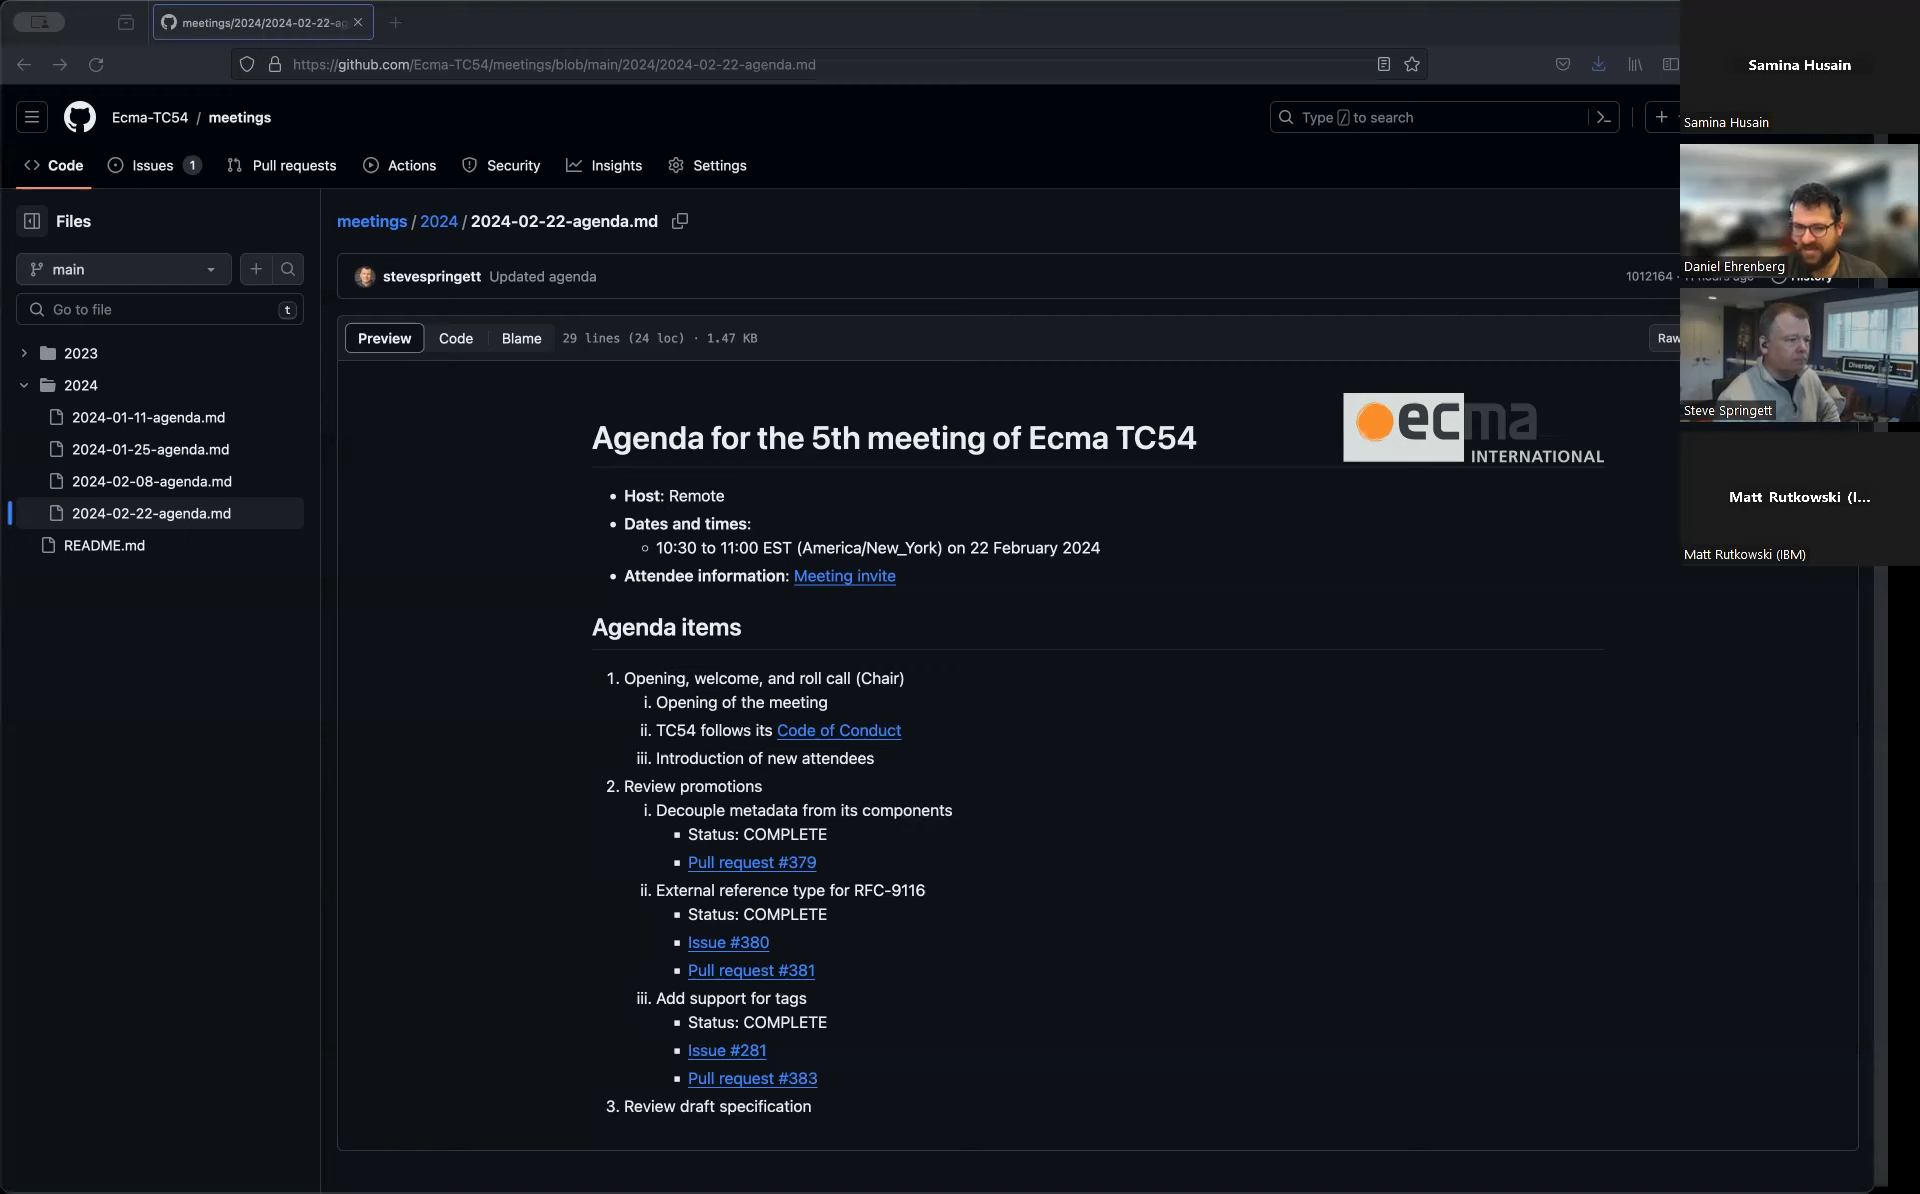 meetings/2024/2024-02-22-ag
https://github.com/Ecma-TC54/meetings/blob/main/2024/2024-02-22-agenda.md
Ecma-TC54 / meetings
Type / to search
Code
Issues 1
Pull requests
Actions
Security
Insights
Settings
Files
main
Go to file
t
2023
2024
2024-01-11-agenda.md
2024-01-25-agenda.md
2024-02-08-agenda.md
2024-02-22-agenda.md
README.md
meetings / 2024 / 2024-02-22-agenda.md
stevespringett Updated agenda
1012164 ·
History
Preview
Code
Blame
29 lines (24 loc) · 1.47 KB
Raw
ecma
INTERNATIONAL
Agenda for the 5th meeting of Ecma TC54
• Host: Remote
• Dates and times:
◦ 10:30 to 11:00 EST (America/New_York) on 22 February 2024
• Attendee information: Meeting invite
Agenda items
1. Opening, welcome, and roll call (Chair)
i. Opening of the meeting
ii. TC54 follows its Code of Conduct
iii. Introduction of new attendees
2. Review promotions
i. Decouple metadata from its components
▪ Status: COMPLETE
▪ Pull request #379
ii. External reference type for RFC-9116
▪ Status: COMPLETE
▪ Issue #380
▪ Pull request #381
iii. Add support for tags
▪ Status: COMPLETE
▪ Issue #281
▪ Pull request #383
3. Review draft specification
Samina Husain
Samina Husain
Daniel Ehrenberg
Diversey
Steve Springett
Matt Rutkowski (I...
Matt Rutkowski (IBM)